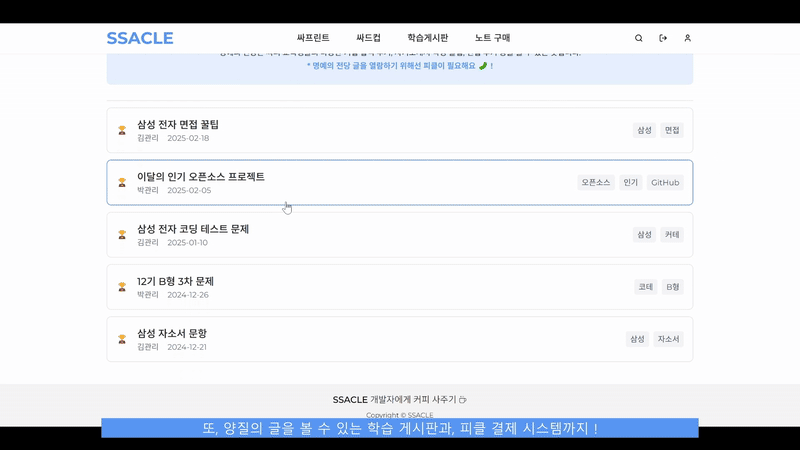 SSACLE 싸프린트 싸드컵 학습게시판 노트 구매
* 명예의 전당 글을 열람하기 위해선 피클이 필요해요 🥒 !
삼성 전자 면접 꿀팁
김관리 2025-02-18
삼성 면접
이달의 인기 오픈소스 프로젝트
박관리 2025-02-05
오픈소스 인기 GitHub
삼성 전자 코딩 테스트 문제
김관리 2025-01-10
삼성 커테
12기 B형 3차 문제
박관리 2024-12-26
코테 B형
삼성 자소서 문항
김관리 2024-12-21
삼성 자소서
SSACLE 개발자에게 커피 사주기
Copyright © SSACLE
또, 양질의 글을 볼 수 있는 학습 게시판과, 피클 결제 시스템까지 !